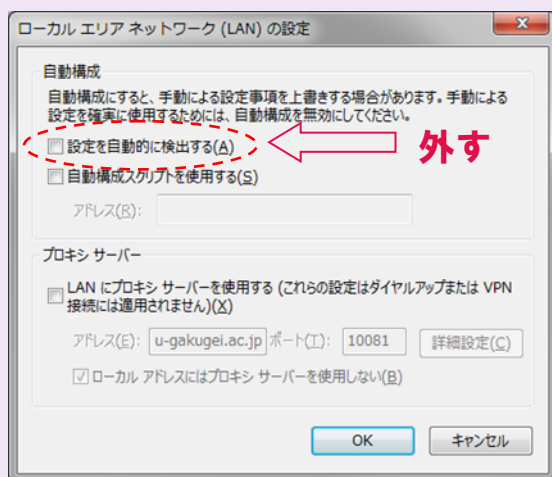 ローカル エリア ネットワーク (LAN) の設定
自動構成
自動構成にすると、手動による設定事項を上書きする場合があります。手動による
設定を確実に使用するためには、自動構成を無効にしてください。
設定を自動的に検出する(A)
外す
自動構成スクリプトを使用する(S)
アドレス(R):
プロキシ サーバー
LAN にプロキシ サーバーを使用する (これらの設定はダイヤルアップまたは VPN
接続には適用されません)(X)
アドレス(E): u-gakugei.ac.jp ポート(T): 10081 詳細設定(C)
ローカル アドレスにはプロキシ サーバーを使用しない(B)
OK キャンセル